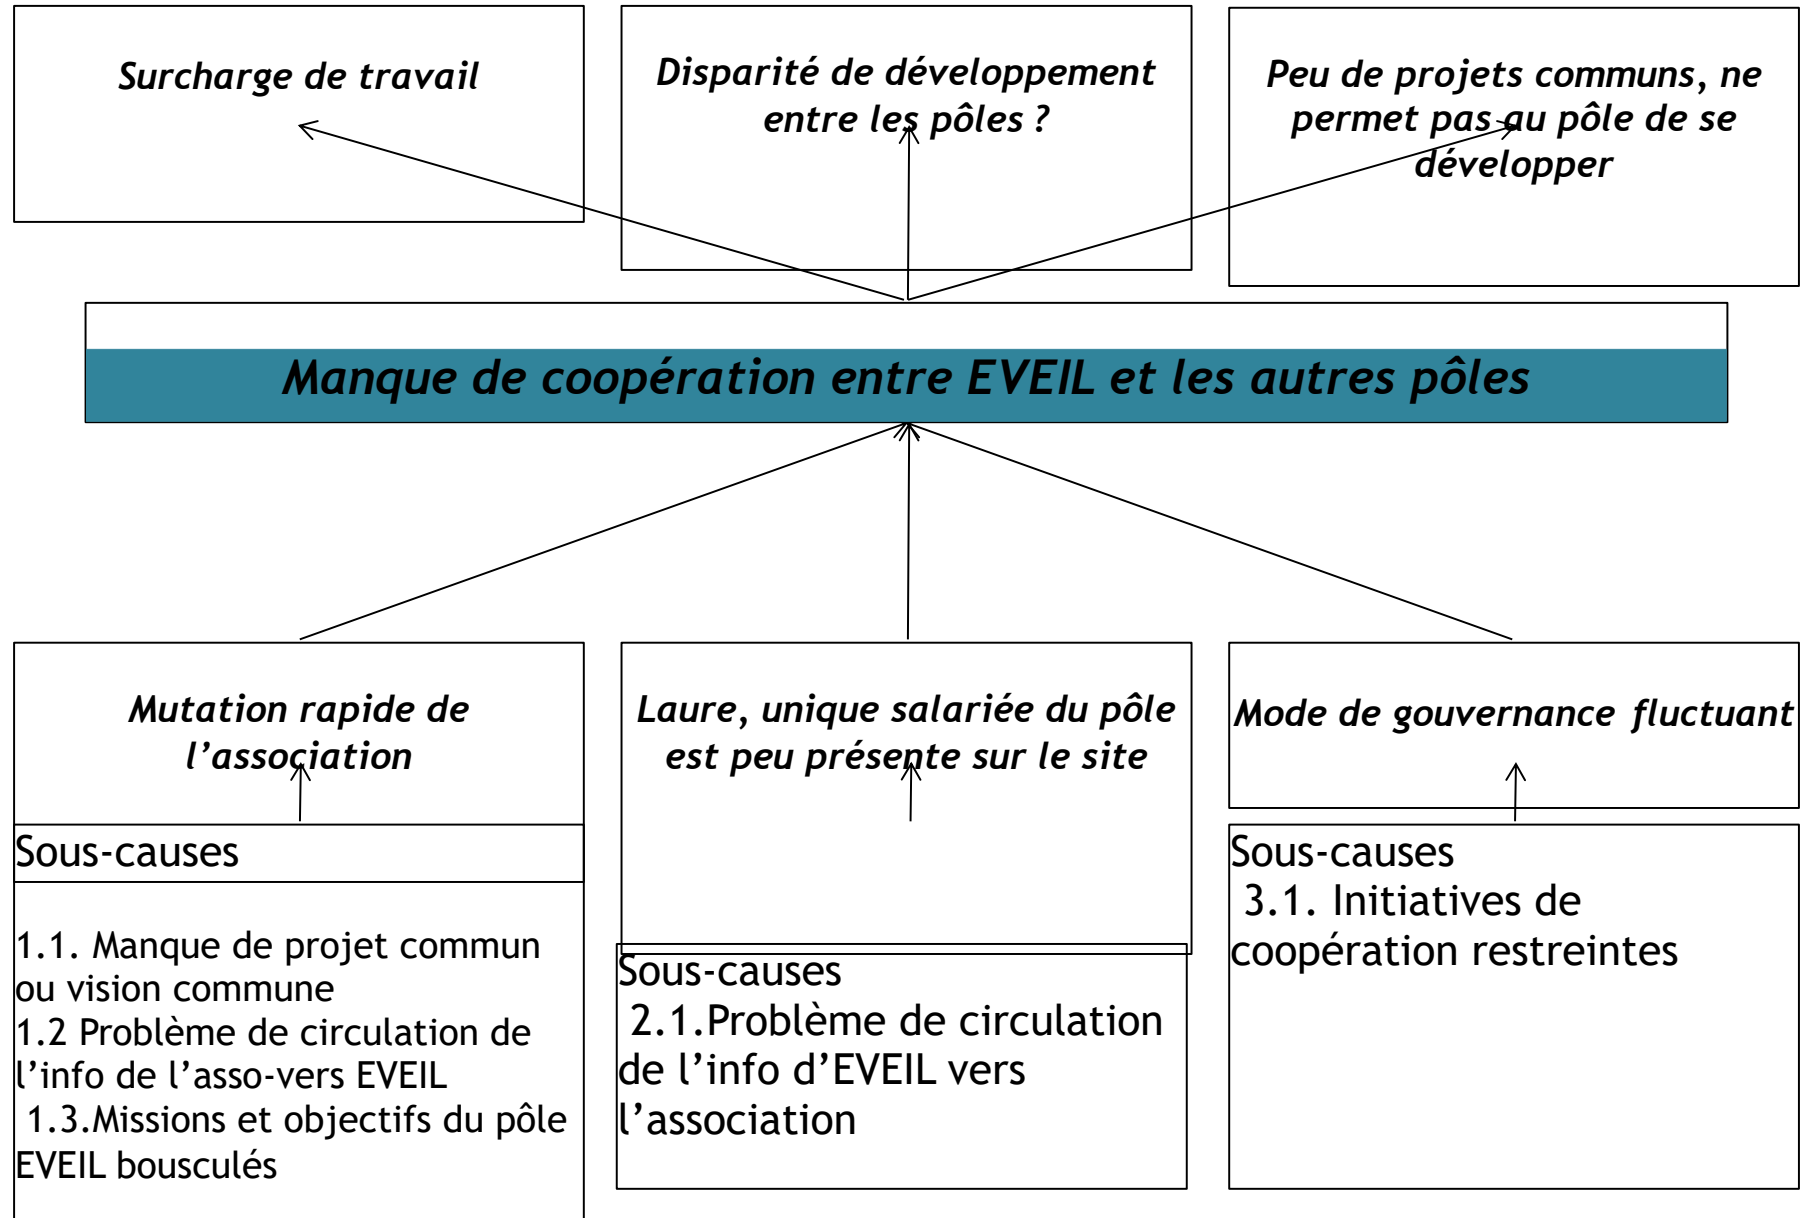 Surcharge de travail
Disparité de développement
entre les pôles ?
Peu de projets communs, ne
permet pas au pôle de se
développer
Manque de coopération entre EVEIL et les autres pôles
Mutation rapide de
l’association
Laure, unique salariée du pôle
est peu présente sur le site
Mode de gouvernance fluctuant
Sous-causes
1.1. Manque de projet commun
ou vision commune
1.2 Problème de circulation de
l’info de l’asso-vers EVEIL
1.3.Missions et objectifs du pôle
EVEIL bousculés
Sous-causes
2.1.Problème de circulation
de l’info d’EVEIL vers
l’association
Sous-causes
3.1. Initiatives de
coopération restreintes